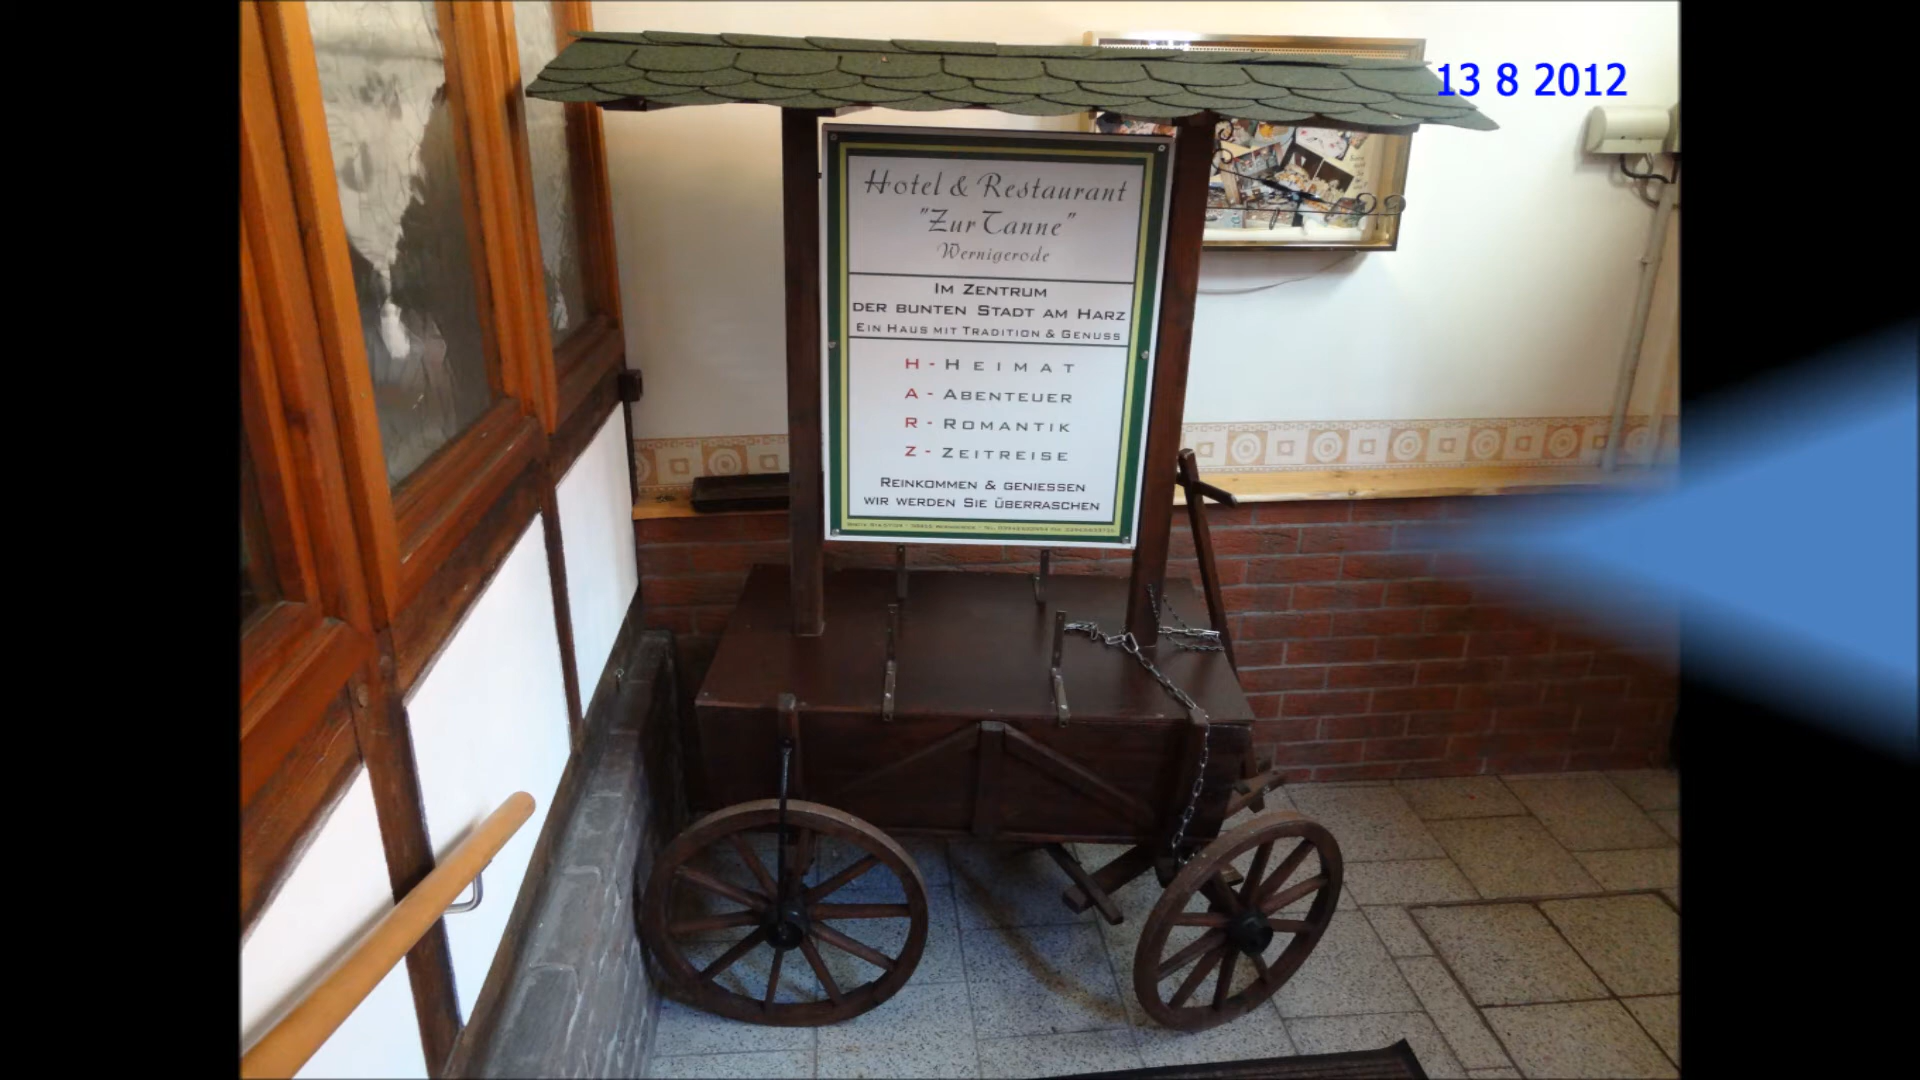 13 8 2012
Hotel & Restaurant
"Zur Tanne"
Wernigerode
IM ZENTRUM
DER BUNTEN STADT AM HARZ
EIN HAUS MIT TRADITION & GENUSS
H - HEIMAT
A - ABENTEUER
R - ROMANTIK
Z - ZEITREISE
REINKOMMEN & GENIESSEN
WIR WERDEN SIE ÜBERRASCHEN